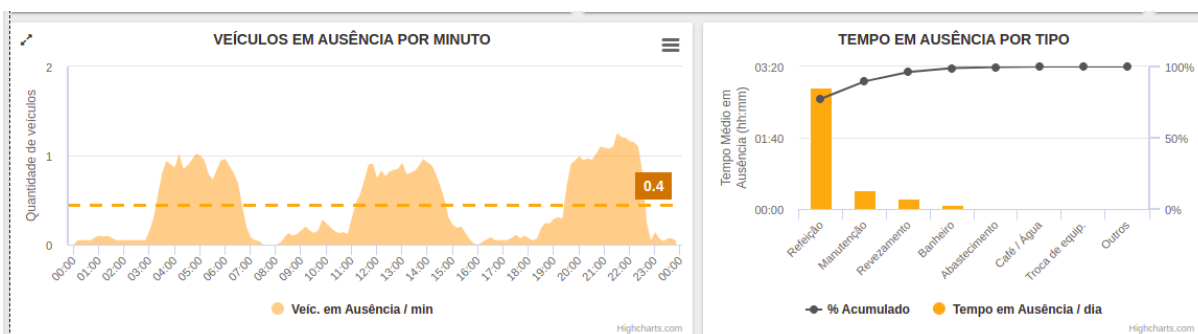 VEÍCULOS EM AUSÊNCIA POR MINUTO
Quantidade de veículos
2
1
0
0.4
00:00
01:00
02:00
03:00
04:00
05:00
06:00
07:00
08:00
09:00
10:00
11:00
12:00
13:00
14:00
15:00
16:00
17:00
18:00
19:00
20:00
21:00
22:00
23:00
00:00
Veíc. em Ausência / min
Highcharts.com
TEMPO EM AUSÊNCIA POR TIPO
Tempo Médio em
Ausência (hh:mm)
03:20
01:40
00:00
100%
50%
0%
Refeição
Manutenção
Revezamento
Banheiro
Abastecimento
Café / Água
Troca de equip.
Outros
% Acumulado
Tempo em Ausência / dia
Highcharts.com